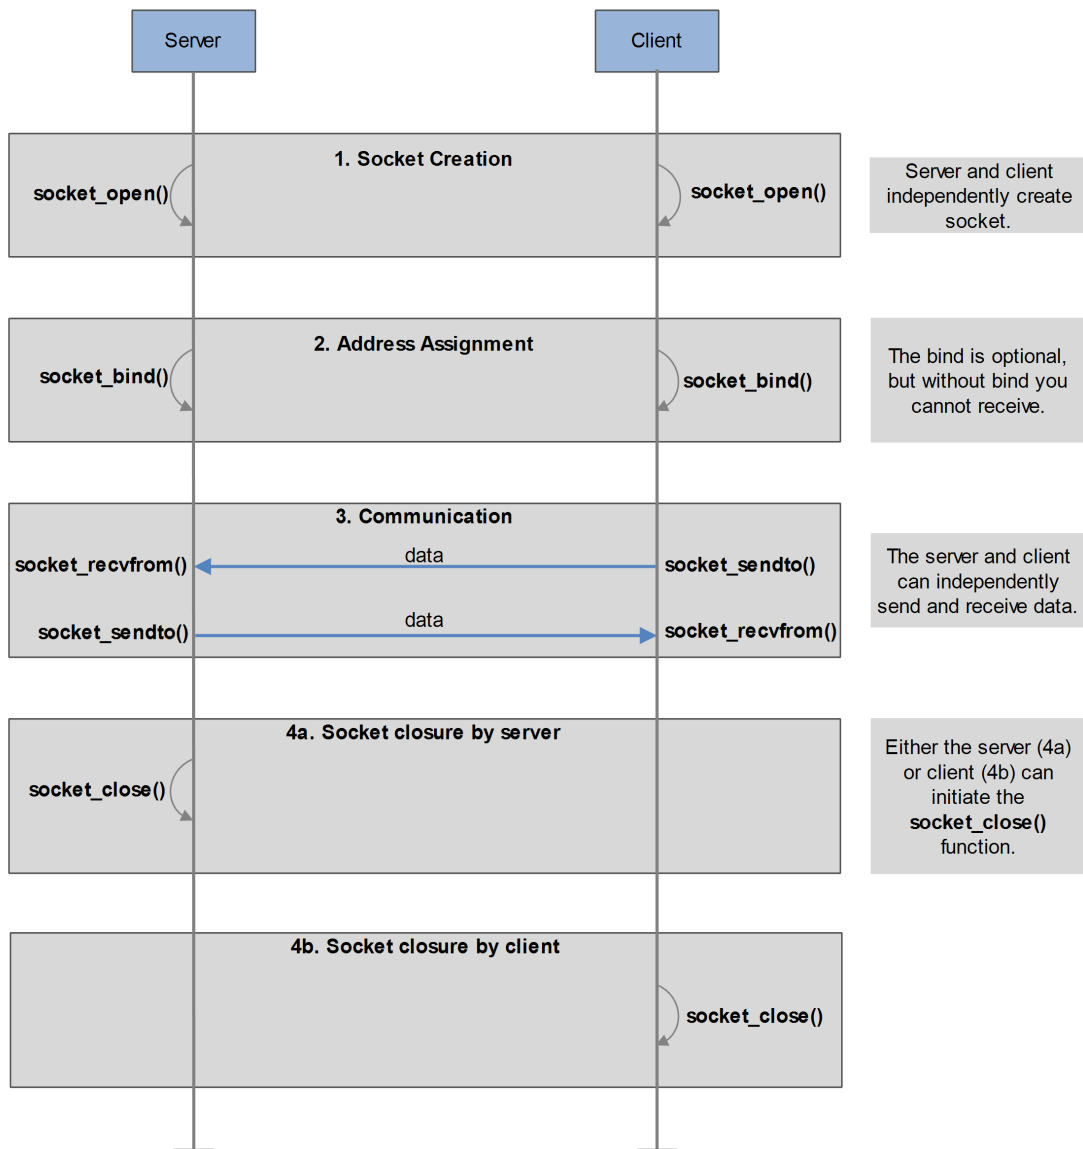 Server
Client
1. Socket Creation
socket_open()
socket_open()
Server and client
independently create
socket.
2. Address Assignment
socket_bind()
socket_bind()
The bind is optional,
but without bind you
cannot receive.
3. Communication
socket_recvfrom()
data
socket_sendto()
socket_sendto()
data
socket_recvfrom()
The server and client
can independently
send and receive data.
4a. Socket closure by server
socket_close()
Either the server (4a)
or client (4b) can
initiate the
socket_close()
function.
4b. Socket closure by client
socket_close()